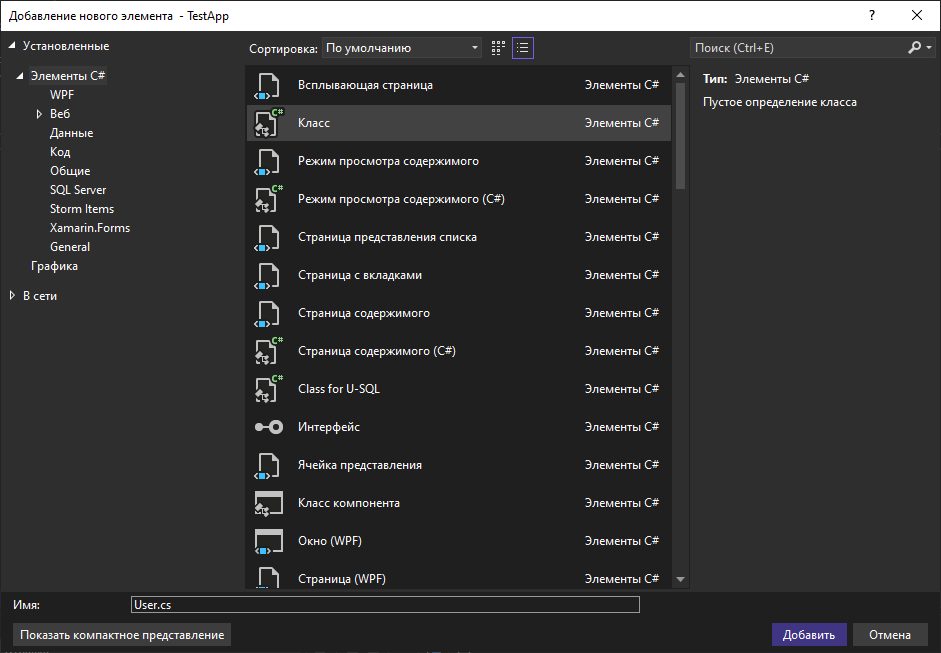 Добавление нового элемента - TestApp
?
Установленные
Элементы C#
WPF
Веб
Данные
Код
Общие
SQL Server
Storm Items
Xamarin.Forms
General
Графика
В сети
Сортировка: По умолчанию
Всплывающая страница Элементы C#
C# Класс Элементы C#
Режим просмотра содержимого Элементы C#
C# Режим просмотра содержимого (C#) Элементы C#
Страница представления списка Элементы C#
Страница с вкладками Элементы C#
Страница содержимого Элементы C#
C# Страница содержимого (C#) Элементы C#
C# Class for U-SQL Элементы C#
Интерфейс Элементы C#
Ячейка представления Элементы C#
Класс компонента Элементы C#
Окно (WPF) Элементы C#
Страница (WPF) Элементы C#
Поиск (Ctrl+E)
Тип: Элементы C#
Пустое определение класса
Имя: User.cs
Показать компактное представление
Добавить
Отмена